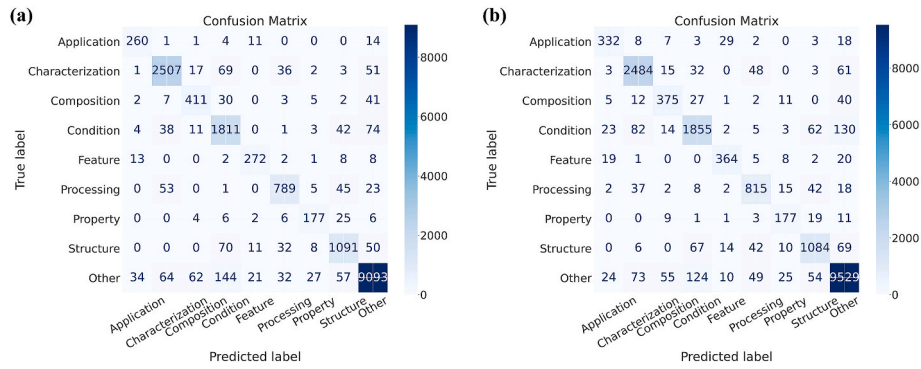 (a)
Confusion Matrix
Application 260 1 1 4 11 0 0 0 14
Characterization 1 2507 17 69 0 36 2 3 51
Composition 2 7 411 30 0 3 5 2 41
Condition 4 38 11 1811 0 1 3 42 74
Feature 13 0 0 2 272 2 1 8 8
Processing 0 53 0 1 0 789 5 45 23
Property 0 0 4 6 2 6 177 25 6
Structure 0 0 0 70 11 32 8 1091 50
Other 34 64 62 144 21 32 27 57 9093
True label
Application
Characterization
Composition
Condition
Feature
Processing
Property
Structure
Other
Predicted label
8000
6000
4000
2000
0
(b)
Confusion Matrix
Application 332 8 7 3 29 2 0 3 18
Characterization 3 2484 15 32 0 48 0 3 61
Composition 5 12 375 27 1 2 11 0 40
Condition 23 82 14 1855 2 5 3 62 130
Feature 19 1 0 0 364 5 8 2 20
Processing 2 37 2 8 2 815 15 42 18
Property 0 0 9 1 1 3 177 19 11
Structure 0 6 0 67 14 42 10 1084 69
Other 24 73 55 124 10 49 25 54 9529
True label
Application
Characterization
Composition
Condition
Feature
Processing
Property
Structure
Other
Predicted label
8000
6000
4000
2000
0